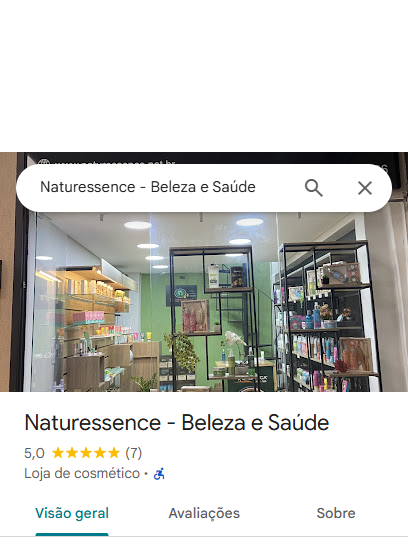 Naturessence - Beleza e Saúde
Naturessence - Beleza e Saúde
5,0 (7)
Loja de cosmético ·
Visão geral
Avaliações
Sobre